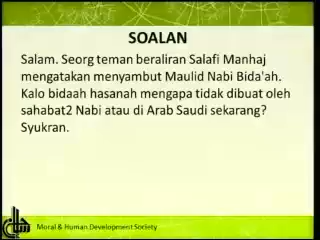 SOALAN
Salam. Seorg teman beraliran Salafi Manhaj
mengatakan menyambut Maulid Nabi Bida'ah.
Kalo bidaah hasanah mengapa tidak dibuat oleh
sahabat2 Nabi atau di Arab Saudi sekarang?
Syukran.
Moral & Human Development Society